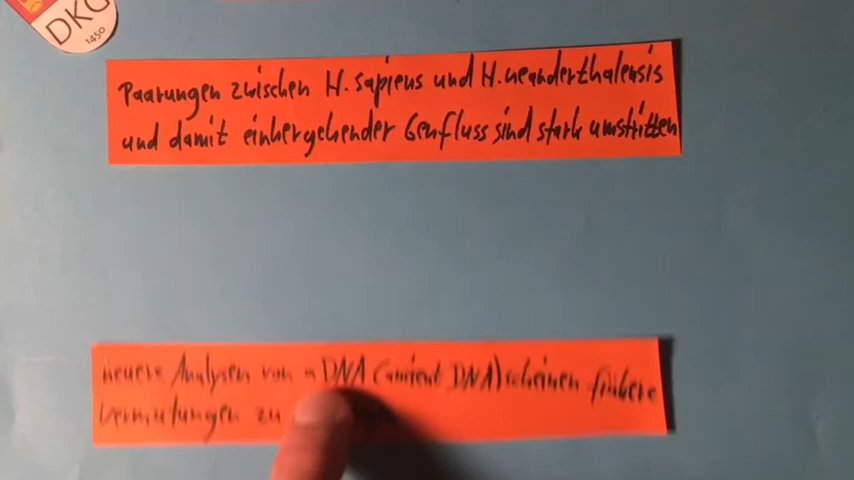 DKG
1450
Paarungen zwischen H. sapiens und H. neanderthalensis
und damit einhergehender Genfluss sind stark umstritten
neuere Analysen von aDNA (ancient DNA) scheinen frühere
Vermutungen zu